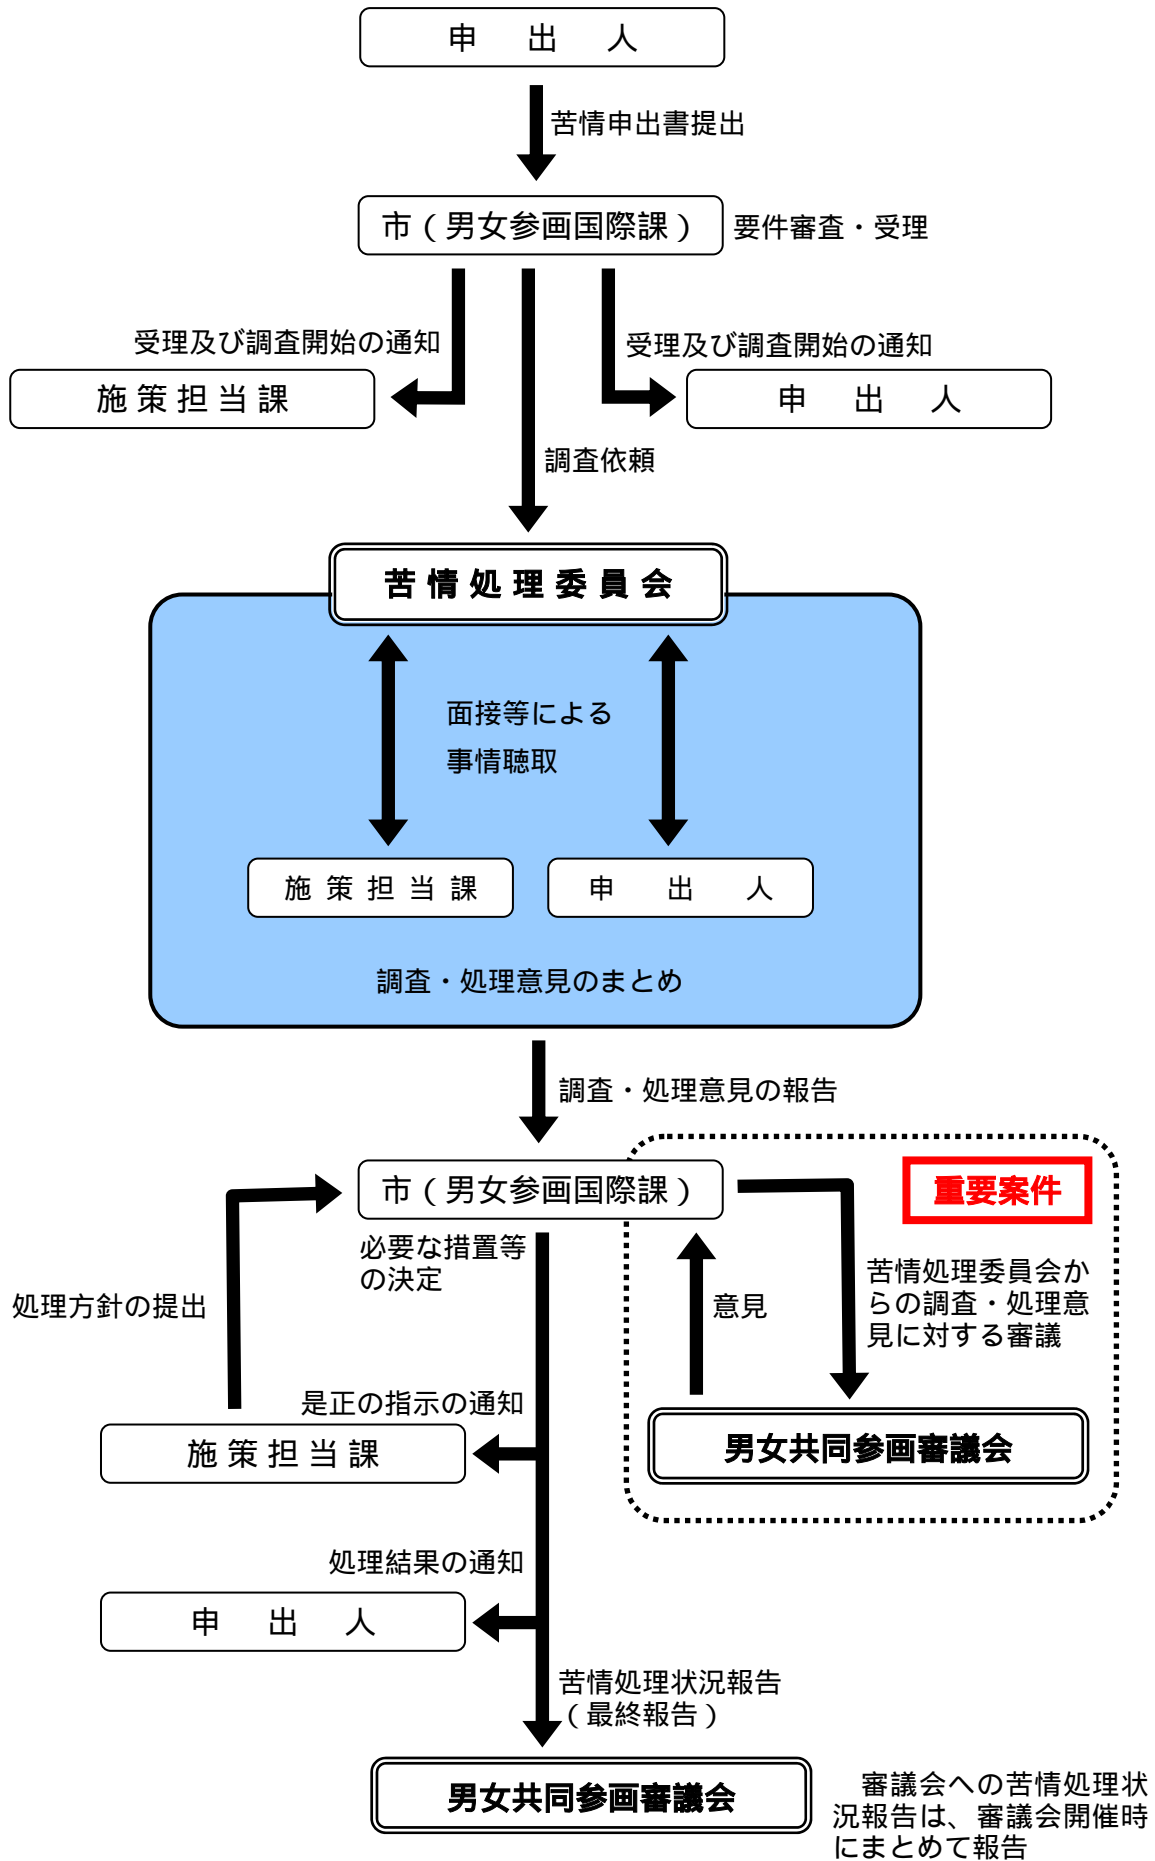 申　出　人
苦情申出書提出
市（男女参画国際課）
要件審査・受理
受理及び調査開始の通知
受理及び調査開始の通知
施策担当課
申　出　人
調査依頼
苦情処理委員会
面接等による
事情聴取
施策担当課
申　出　人
調査・処理意見のまとめ
調査・処理意見の報告
市（男女参画国際課）
重要案件
必要な措置等
の決定
苦情処理委員会か
らの調査・処理意
見に対する審議
処理方針の提出
意見
是正の指示の通知
施策担当課
男女共同参画審議会
処理結果の通知
申　出　人
苦情処理状況報告
（最終報告）
男女共同参画審議会
審議会への苦情処理状
況報告は、審議会開催時
にまとめて報告